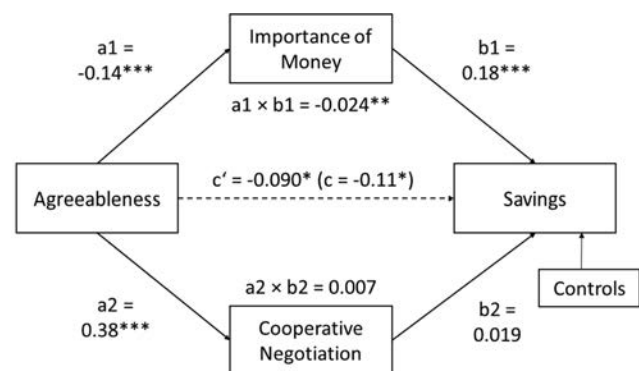 a1 =
-0.14***
Importance of
Money
b1 =
0.18***
a1 × b1 = -0.024**
Agreeableness
c‘ = -0.090* (c = -0.11*)
Savings
a2 × b2 = 0.007
a2 =
0.38***
Cooperative
Negotiation
b2 =
0.019
Controls